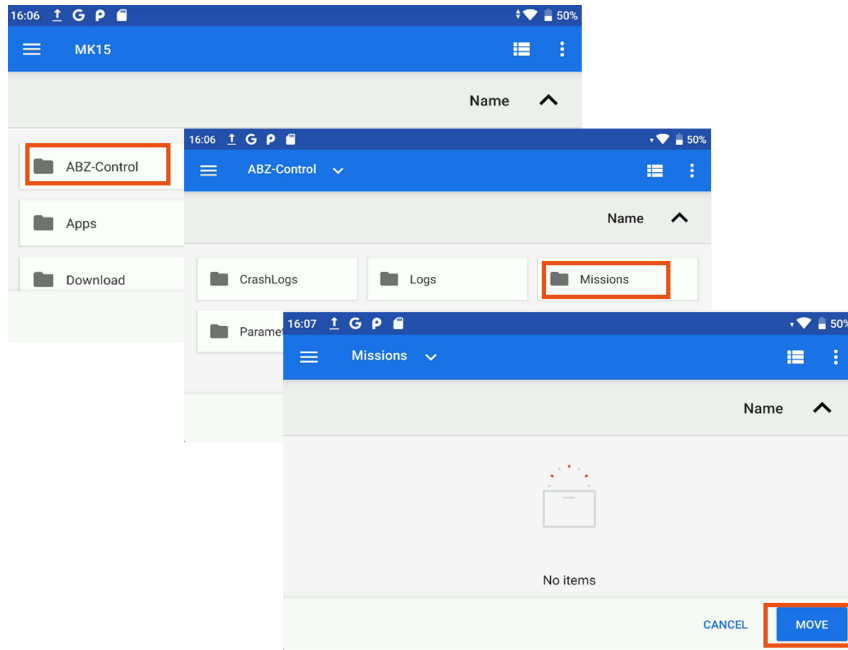 16:06 G P 50%
MK15
Name
ABZ-Control
Apps
Download
16:06 G P 50%
ABZ-Control
Name
CrashLogs Logs Missions
Paramet
16:07 G P 50%
Missions
Name
No items
CANCEL MOVE